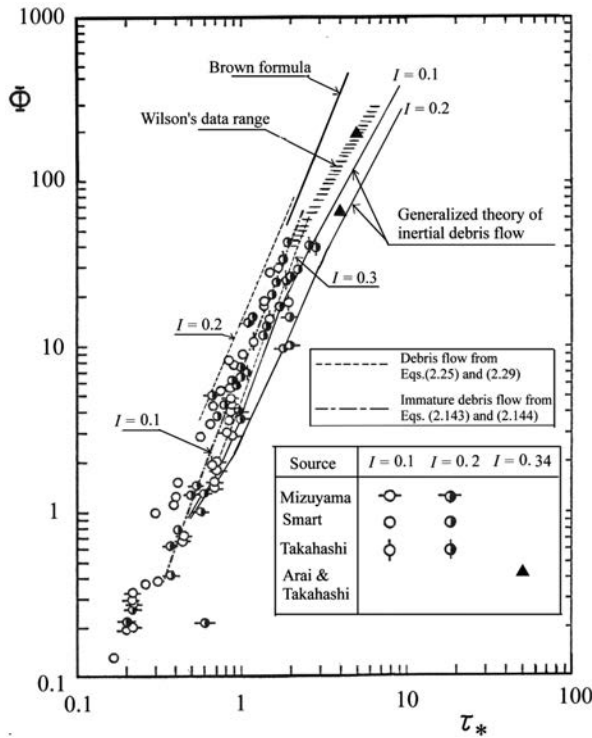 1000
Φ
Brown formula
I = 0.1
I = 0.2
Wilson's data range
100
Generalized theory of
inertial debris flow
I = 0.3
I = 0.2
10
Debris flow from
Eqs.(2.25) and (2.29)
Immature debris flow from
Eqs. (2.143) and (2.144)
I = 0.1
Source I = 0.1 I = 0.2 I = 0.34
Mizuyama
1
Smart
Takahashi
Arai &
Takahashi
0.1
0.1 1 10 100
τ*